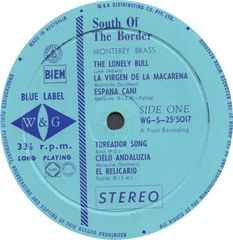 W & G DISTRIBUTING CO. PTY. LTD.
MADE IN AUSTRALIA
South Of
The Border
MONTEREY BRASS
BIEM
THE LONELY BULL
LA VIRGEN DE LA MACARENA
ESPANA CANI
BLUE LABEL
W & G
SIDE ONE
WG-S-25'5017
A Prom Recording
33⅓ r.p.m.
LONG PLAYING
TOREADOR SONG
CIELO ANDALUZIA
EL RELICARIO
STEREO
BROADCASTING AND COPYING OF THIS RECORD PROHIBITED